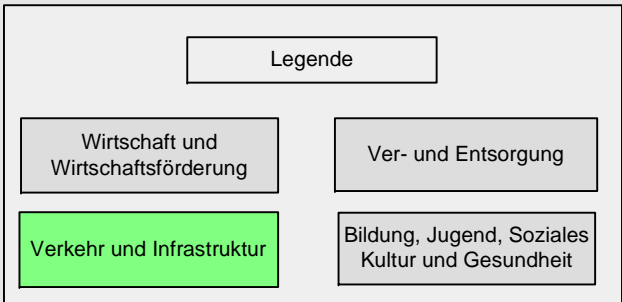 Legende
Wirtschaft und
Wirtschaftsförderung
Ver- und Entsorgung
Verkehr und Infrastruktur
Bildung, Jugend, Soziales
Kultur und Gesundheit